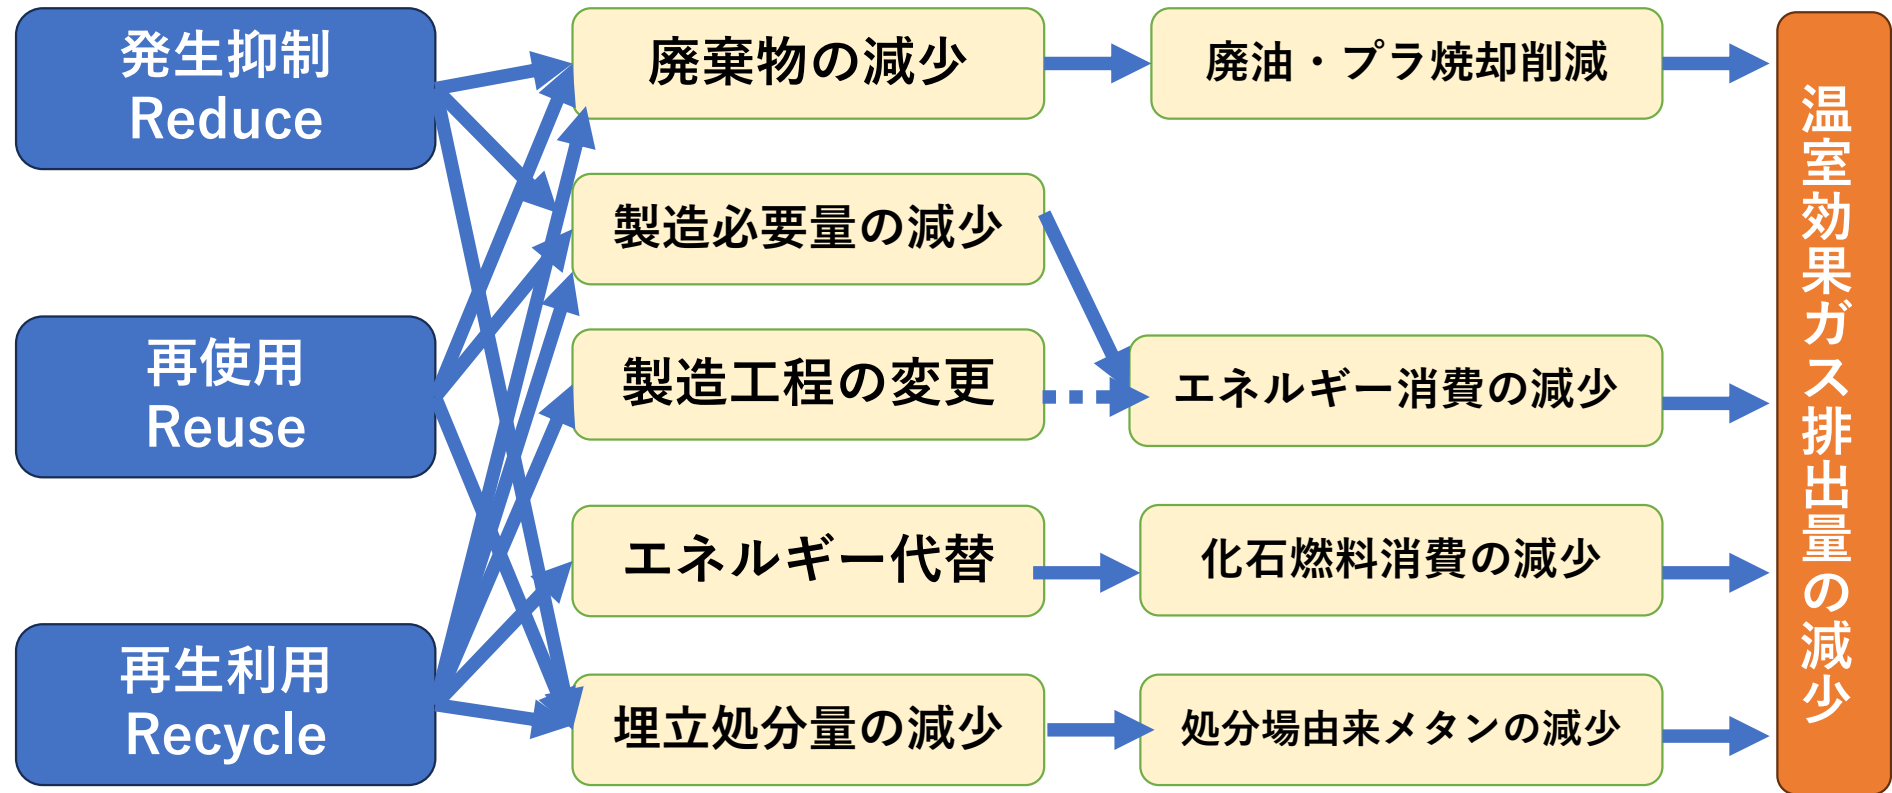 発生抑制
Reduce
再使用
Reuse
再生利用
Recycle
廃棄物の減少
製造必要量の減少
製造工程の変更
エネルギー代替
埋立処分量の減少
廃油・プラ焼却削減
エネルギー消費の減少
化石燃料消費の減少
処分場由来メタンの減少
温室効果ガス排出量の減少